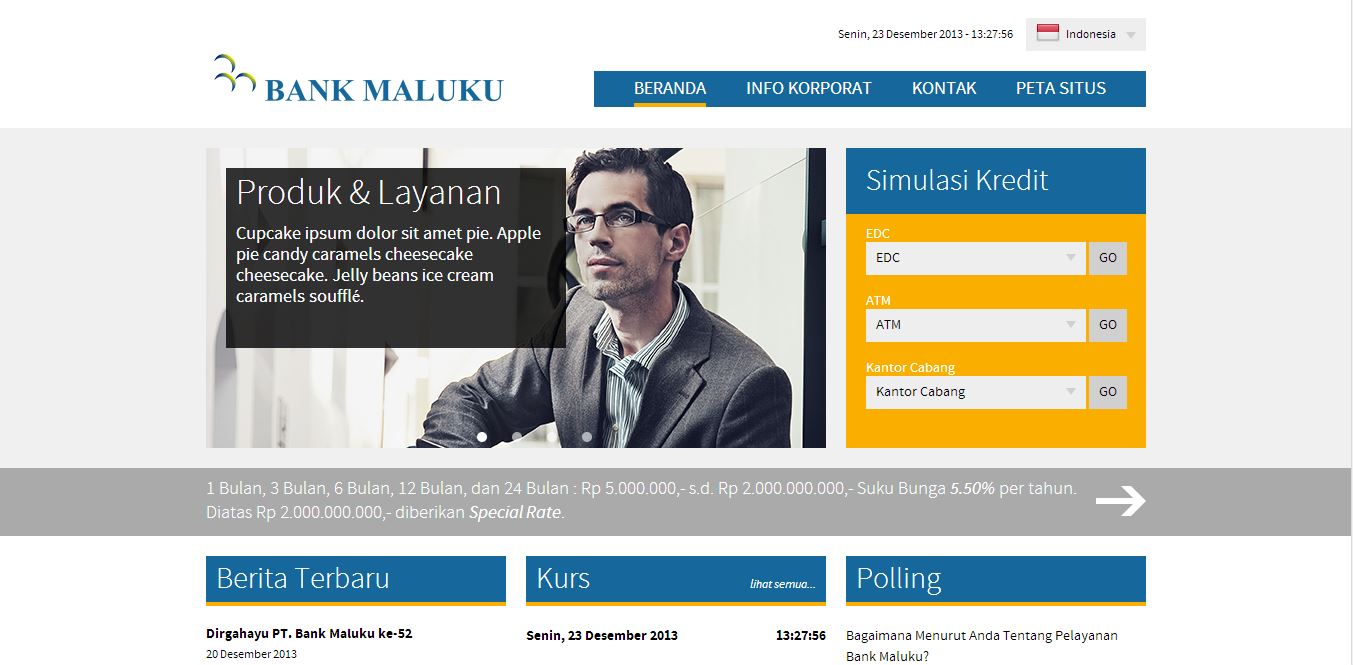 Senin, 23 Desember 2013 - 13:27:56
Indonesia
BANK MALUKU
BERANDA
INFO KORPORAT
KONTAK
PETA SITUS
Produk & Layanan
Cupcake ipsum dolor sit amet pie. Apple
pie candy caramels cheesecake
cheesecake. Jelly beans ice cream
caramels soufflé.
Simulasi Kredit
EDC
EDC
GO
ATM
ATM
GO
Kantor Cabang
Kantor Cabang
GO
1 Bulan, 3 Bulan, 6 Bulan, 12 Bulan, dan 24 Bulan : Rp 5.000.000,- s.d. Rp 2.000.000.000,- Suku Bunga 5.50% per tahun.
Diatas Rp 2.000.000.000,- diberikan Special Rate.
Berita Terbaru
Dirgahayu PT. Bank Maluku ke-52
20 Desember 2013
Kurs
lihat semua...
Senin, 23 Desember 2013
13:27:56
Polling
Bagaimana Menurut Anda Tentang Pelayanan
Bank Maluku?